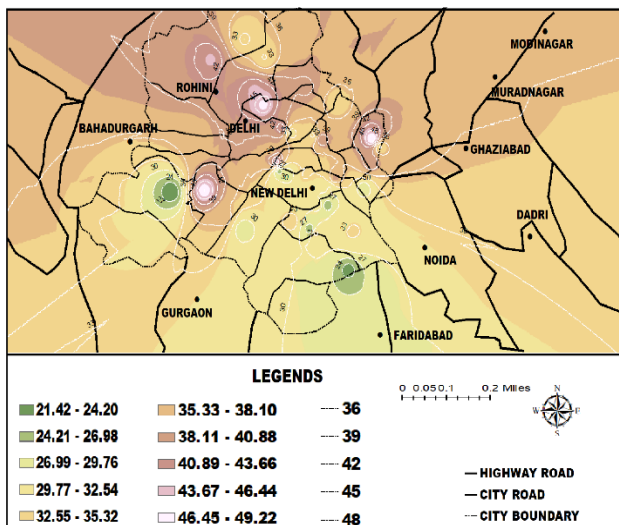 MODINAGAR
MURADNAGAR
ROHINI
DELHI
BAHADURGARH
GHAZIABAD
NEW DELHI
DADRI
NOIDA
GURGAON
FARIDABAD
LEGENDS
21.42 - 24.20
24.21 - 26.98
26.99 - 29.76
29.77 - 32.54
32.55 - 35.32
35.33 - 38.10
38.11 - 40.88
40.89 - 43.66
43.67 - 46.44
46.45 - 49.22
36
39
42
45
48
0 0.05 0.1 0.2 Miles
N
W E
S
HIGHWAY ROAD
CITY ROAD
CITY BOUNDARY